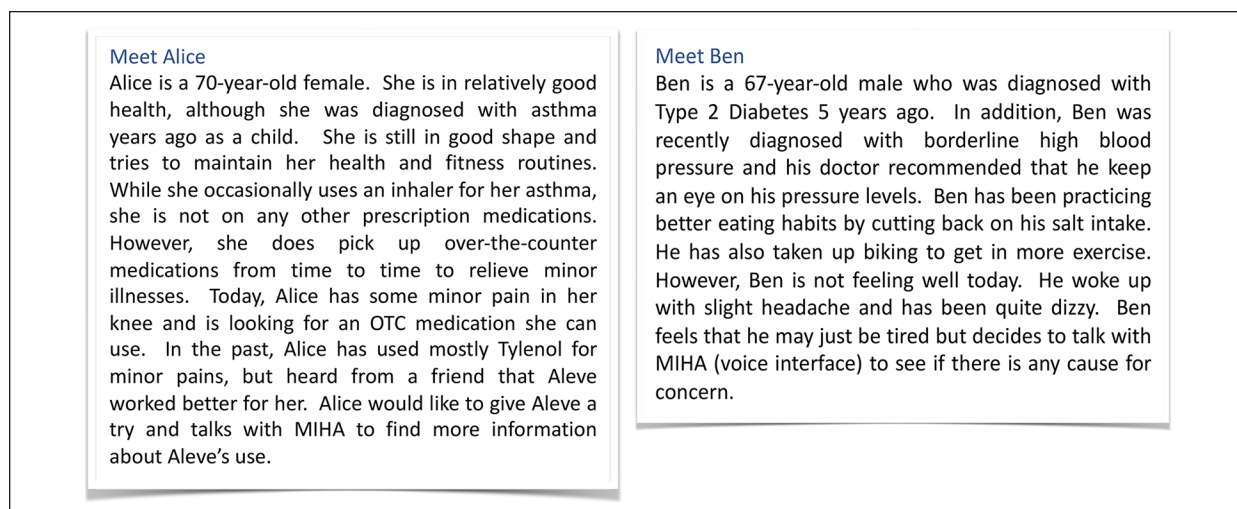 Meet Alice
Alice is a 70-year-old female. She is in relatively good
health, although she was diagnosed with asthma
years ago as a child. She is still in good shape and
tries to maintain her health and fitness routines.
While she occasionally uses an inhaler for her asthma,
she is not on any other prescription medications.
However, she does pick up over-the-counter
medications from time to time to relieve minor
illnesses. Today, Alice has some minor pain in her
knee and is looking for an OTC medication she can
use. In the past, Alice has used mostly Tylenol for
minor pains, but heard from a friend that Aleve
worked better for her. Alice would like to give Aleve a
try and talks with MIHA to find more information
about Aleve’s use.
Meet Ben
Ben is a 67-year-old male who was diagnosed with
Type 2 Diabetes 5 years ago. In addition, Ben was
recently diagnosed with borderline high blood
pressure and his doctor recommended that he keep
an eye on his pressure levels. Ben has been practicing
better eating habits by cutting back on his salt intake.
He has also taken up biking to get in more exercise.
However, Ben is not feeling well today. He woke up
with slight headache and has been quite dizzy. Ben
feels that he may just be tired but decides to talk with
MIHA (voice interface) to see if there is any cause for
concern.